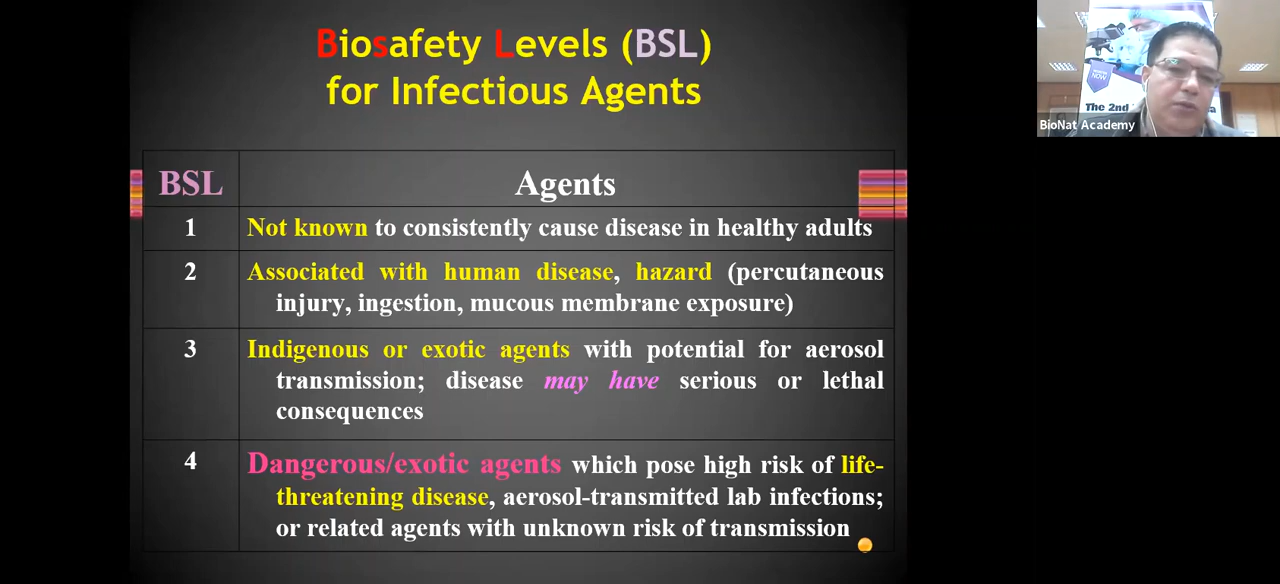 Biosafety Levels (BSL)
for Infectious Agents
BSL
Agents
1
Not known to consistently cause disease in healthy adults
2
Associated with human disease, hazard (percutaneous
injury, ingestion, mucous membrane exposure)
3
Indigenous or exotic agents with potential for aerosol
transmission; disease may have serious or lethal
consequences
4
Dangerous/exotic agents which pose high risk of life-
threatening disease, aerosol-transmitted lab infections;
or related agents with unknown risk of transmission
NOW
The 2nd
BioNat Academy